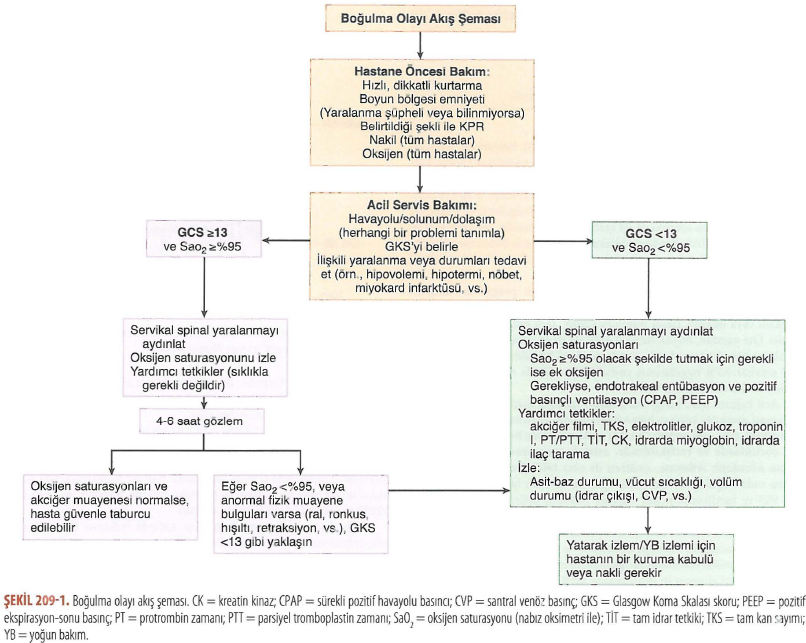 Boğulma Olayı Akış Şeması
Hastane Öncesi Bakım:
Hızlı, dikkatli kurtarma
Boyun bölgesi emniyeti
(Yaralanma şüpheli veya bilinmiyorsa)
Belirtildiği şekli ile KPR
Nakil (tüm hastalar)
Oksijen (tüm hastalar)
Acil Servis Bakımı:
Havayolu/solunum/dolaşım
(herhangi bir problemi tanımla)
GKS'yi belirle
İlişkili yaralanma veya durumları tedavi
et (örn., hipovolemi, hipotermi, nöbet,
miyokard infarktüsü, vs.)
GCS ≥13
ve Sao₂ ≥%95
GCS <13
ve Sao₂ <%95
Servikal spinal yaralanmayı
aydınlat
Oksijen saturasyonunu izle
Yardımcı tetkikler (sıklıkla
gerekli değildir)
4-6 saat gözlem
Oksijen saturasyonları ve
akciğer muayenesi normalse,
hasta güvenle taburcu
edilebilir
Eğer Sao₂ <%95, veya
anormal fizik muayene
bulguları varsa (ral, ronkus,
hışıltı, retraksiyon, vs.), GKS
<13 gibi yaklaşın
Servikal spinal yaralanmayı aydınlat
Oksijen saturasyonları
Sao₂ ≥%95 olacak şekilde tutmak için gerekli
ise ek oksijen
Gerekliyse, endotrakeal entübasyon ve pozitif
basınçlı ventilasyon (CPAP, PEEP)
Yardımcı tetkikler:
akciğer filmi, TKS, elektrolitler, glukoz, troponin
I, PT/PTT, TİT, CK, idrarda miyoglobin, idrarda
ilaç tarama
İzle:
Asit-baz durumu, vücut sıcaklığı, volüm
durumu (idrar çıkışı, CVP, vs.)
Yatarak izlem/YB izlemi için
hastanın bir kuruma kabulü
veya nakli gerekir
ŞEKİL 209-1. Boğulma olayı akış şeması. CK = kreatin kinaz; CPAP = sürekli pozitif havayolu basıncı; CVP = santral venöz basınç; GKS = Glasgow Koma Skalası skoru; PEEP = pozitif
ekspirasyon-sonu basınç; PT = protrombin zamanı; PTT = parsiyel tromboplastin zamanı; SaO₂ = oksijen saturasyonu (nabız oksimetri ile); TİT = tam idrar tetkiki; TKS = tam kan sayımı;
YB = yoğun bakım.